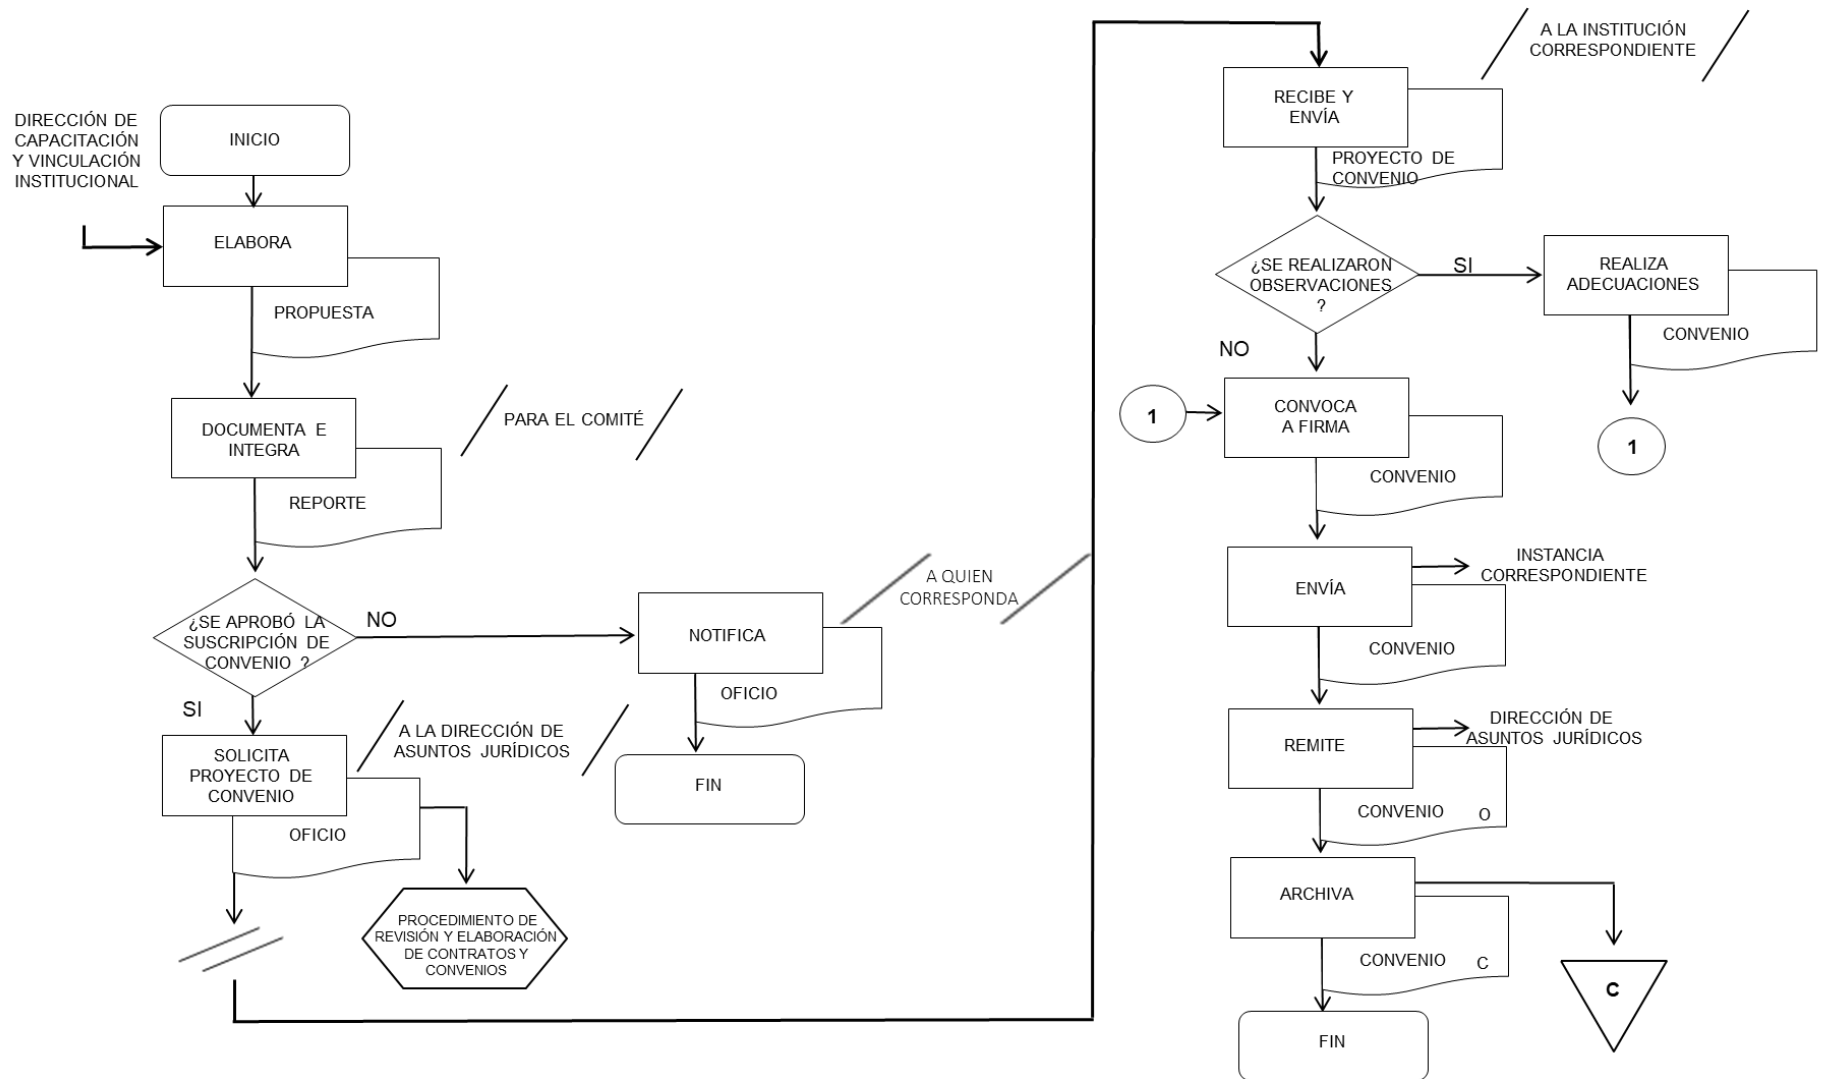 DIRECCIÓN DE
CAPACITACIÓN
Y VINCULACIÓN
INSTITUCIONAL
INICIO
ELABORA
PROPUESTA
DOCUMENTA E
INTEGRA
REPORTE
PARA EL COMITÉ
¿SE APROBÓ LA
SUSCRIPCIÓN DE
CONVENIO ?
NO
NOTIFICA
OFICIO
A QUIEN
CORRESPONDA
FIN
SI
SOLICITA
PROYECTO DE
CONVENIO
OFICIO
A LA DIRECCIÓN DE
ASUNTOS JURÍDICOS
PROCEDIMIENTO DE
REVISIÓN Y ELABORACIÓN
DE CONTRATOS Y
CONVENIOS
A LA INSTITUCIÓN
CORRESPONDIENTE
RECIBE Y
ENVÍA
PROYECTO DE
CONVENIO
¿SE REALIZARON
OBSERVACIONES
?
SI
REALIZA
ADECUACIONES
CONVENIO
1
NO
1
CONVOCA
A FIRMA
CONVENIO
ENVÍA
INSTANCIA
CORRESPONDIENTE
CONVENIO
REMITE
DIRECCIÓN DE
ASUNTOS JURÍDICOS
CONVENIO O
ARCHIVA
CONVENIO C
C
FIN